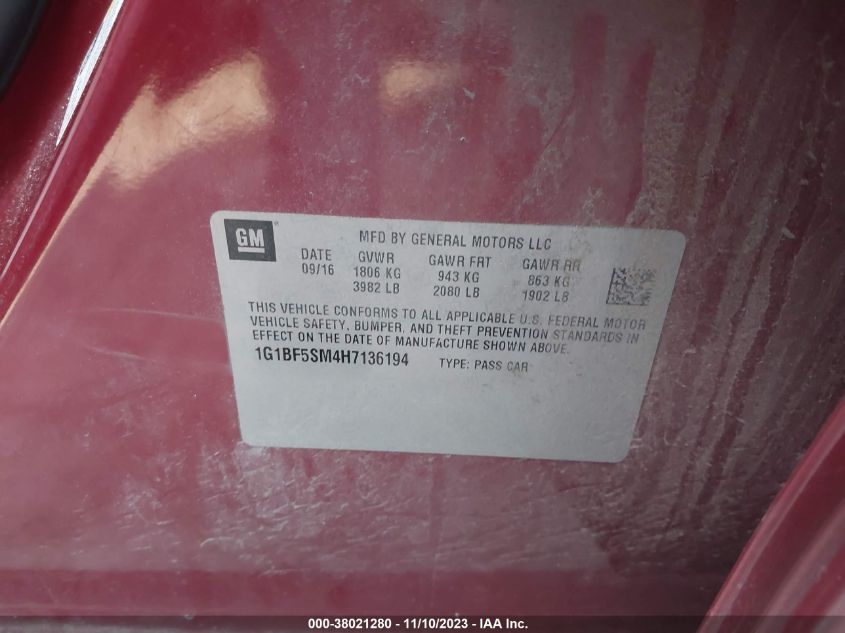 GM
MFD BY GENERAL MOTORS LLC
DATE GVWR GAWR FRT GAWR RR
09/16 1806 KG 943 KG 863 KG
3982 LB 2080 LB 1902 LB
THIS VEHICLE CONFORMS TO ALL APPLICABLE U.S. FEDERAL MOTOR
VEHICLE SAFETY, BUMPER, AND THEFT PREVENTION STANDARDS IN
EFFECT ON THE DATE OF MANUFACTURE SHOWN ABOVE.
1G1BF5SM4H7136194 TYPE: PASS CAR
000-38021280 - 11/10/2023 - IAA Inc.